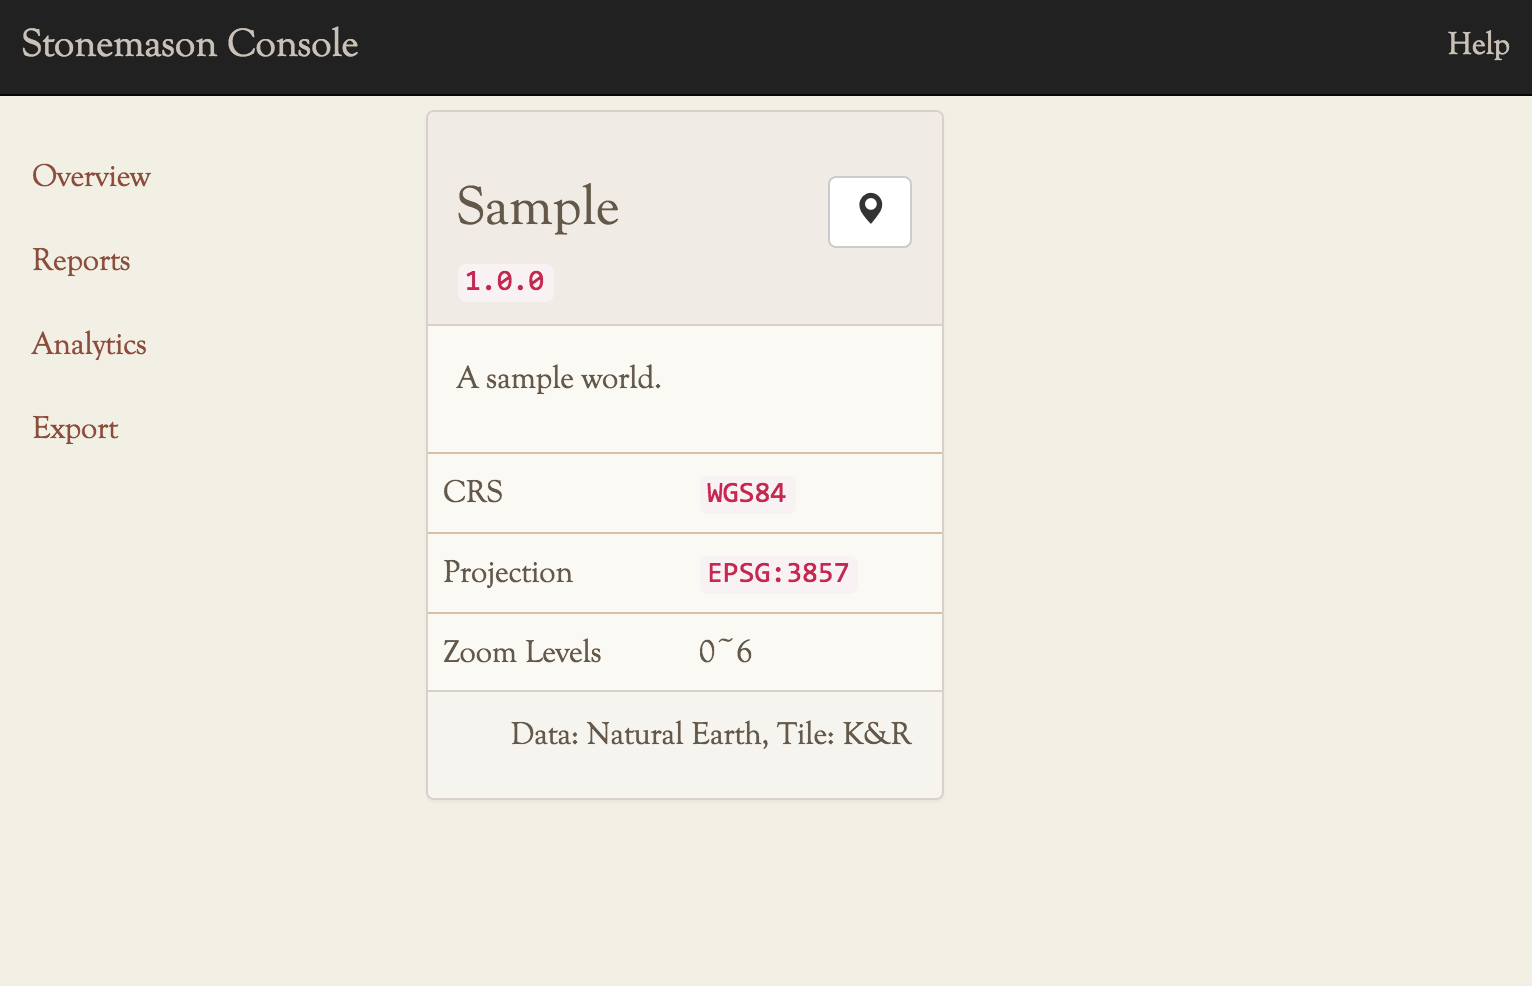 Stonemason Console
Help
Overview
Reports
Analytics
Export
Sample
1.0.0
A sample world.
CRS WGS84
Projection EPSG:3857
Zoom Levels 0~6
Data: Natural Earth, Tile: K&R